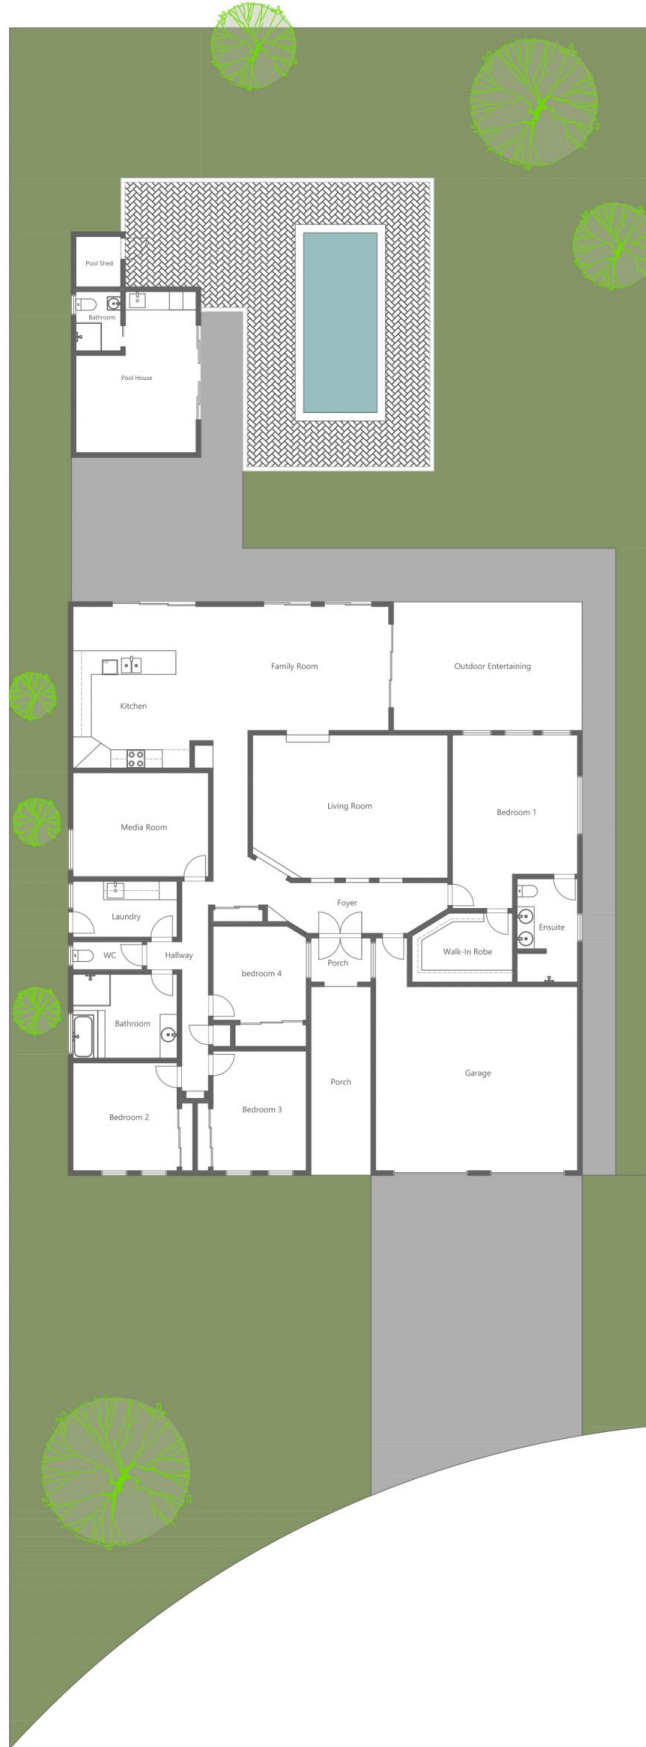 Pool Shed
Bathroom
Pool House
Family Room
Outdoor Entertaining
Kitchen
Living Room
Bedroom 1
Media Room
Foyer
Laundry
Ensuite
Walk-In Robe
WC
Hallway
Porch
bedroom 4
Bathroom
Garage
Porch
Bedroom 3
Bedroom 2